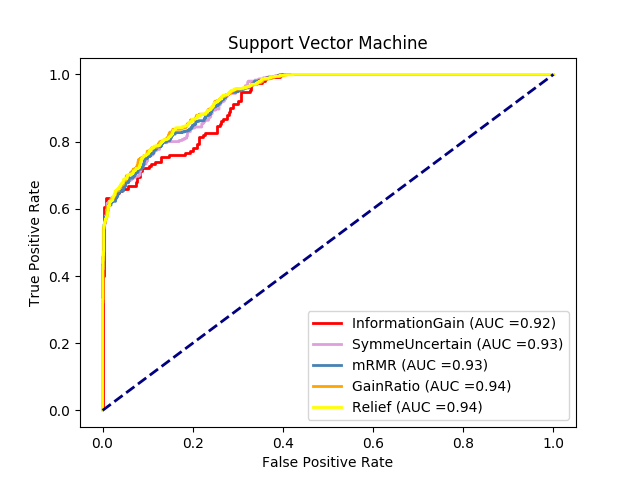 Support Vector Machine
True Positive Rate
1.0
0.8
0.6
0.4
0.2
0.0
InformationGain (AUC =0.92)
SymmeUncertain (AUC =0.93)
mRMR (AUC =0.93)
GainRatio (AUC =0.94)
Relief (AUC =0.94)
0.0 0.2 0.4 0.6 0.8 1.0
False Positive Rate